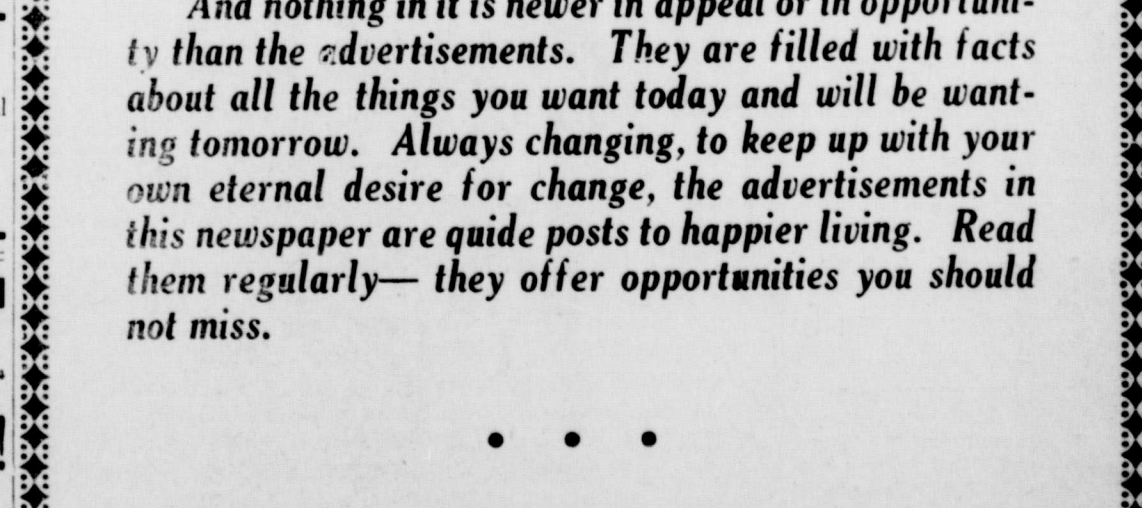 And nothing in it is newer in appeal or in opportuni-
ty than the advertisements. They are filled with facts
about all the things you want today and will be want-
ing tomorrow. Always changing, to keep up with your
own eternal desire for change, the advertisements in
this newspaper are guide posts to happier living. Read
them regularly— they offer opportunities you should
not miss.
• • •